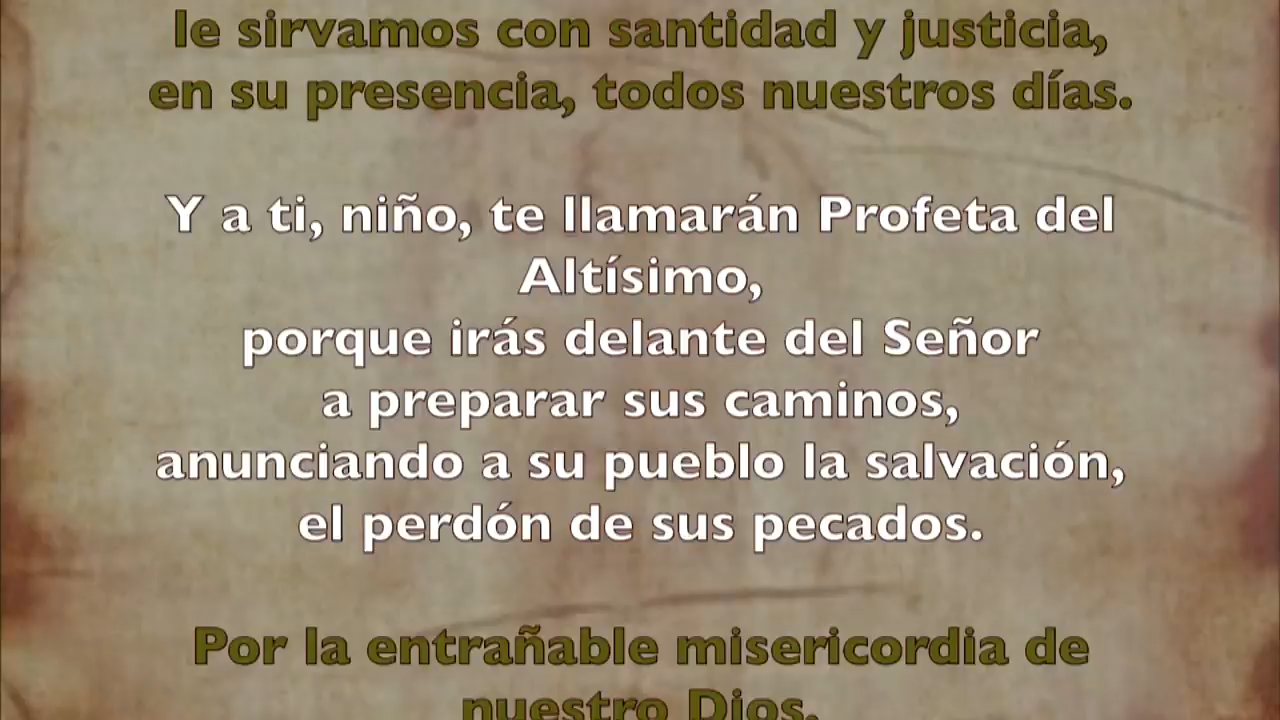 le sirvamos con santidad y justicia,
en su presencia, todos nuestros días.
Y a ti, niño, te llamarán Profeta del
Altísimo,
porque irás delante del Señor
a preparar sus caminos,
anunciando a su pueblo la salvación,
el perdón de sus pecados.
Por la entrañable misericordia de
nuestro Dios,